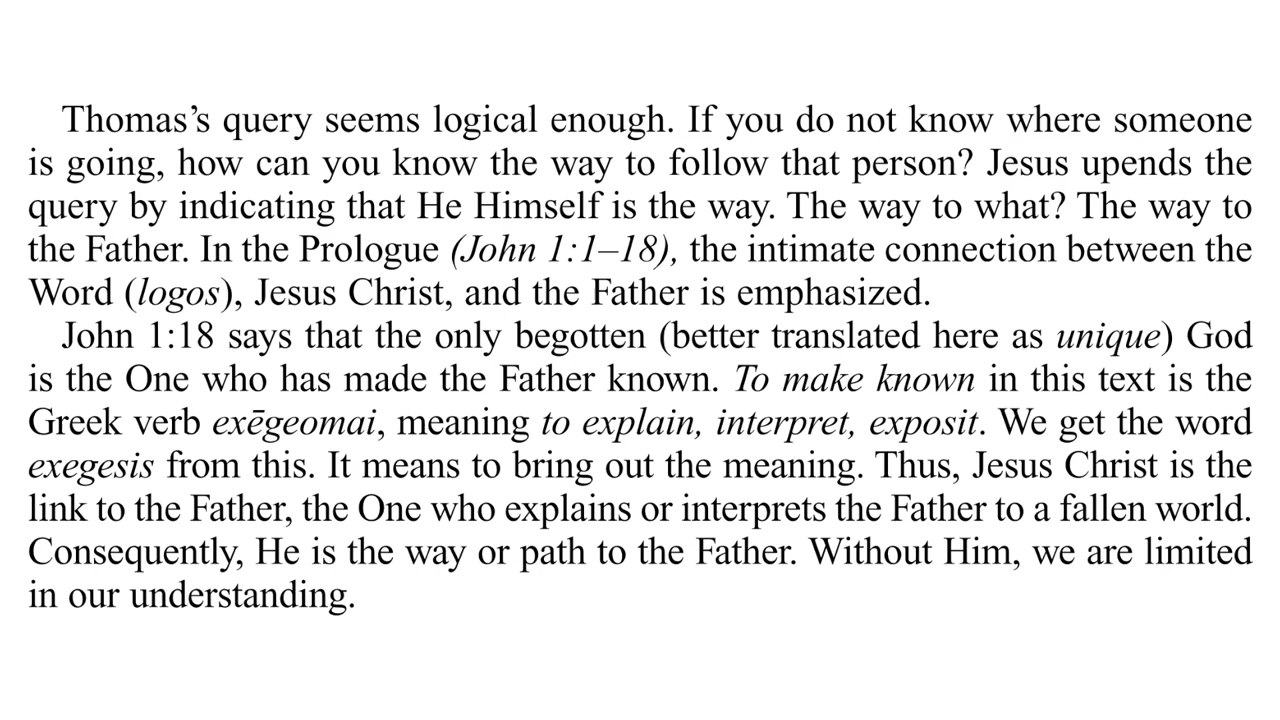 Thomas’s query seems logical enough. If you do not know where someone
is going, how can you know the way to follow that person? Jesus upends the
query by indicating that He Himself is the way. The way to what? The way to
the Father. In the Prologue (John 1:1–18), the intimate connection between the
Word (logos), Jesus Christ, and the Father is emphasized.
John 1:18 says that the only begotten (better translated here as unique) God
is the One who has made the Father known. To make known in this text is the
Greek verb exēgeomai, meaning to explain, interpret, exposit. We get the word
exegesis from this. It means to bring out the meaning. Thus, Jesus Christ is the
link to the Father, the One who explains or interprets the Father to a fallen world.
Consequently, He is the way or path to the Father. Without Him, we are limited
in our understanding.